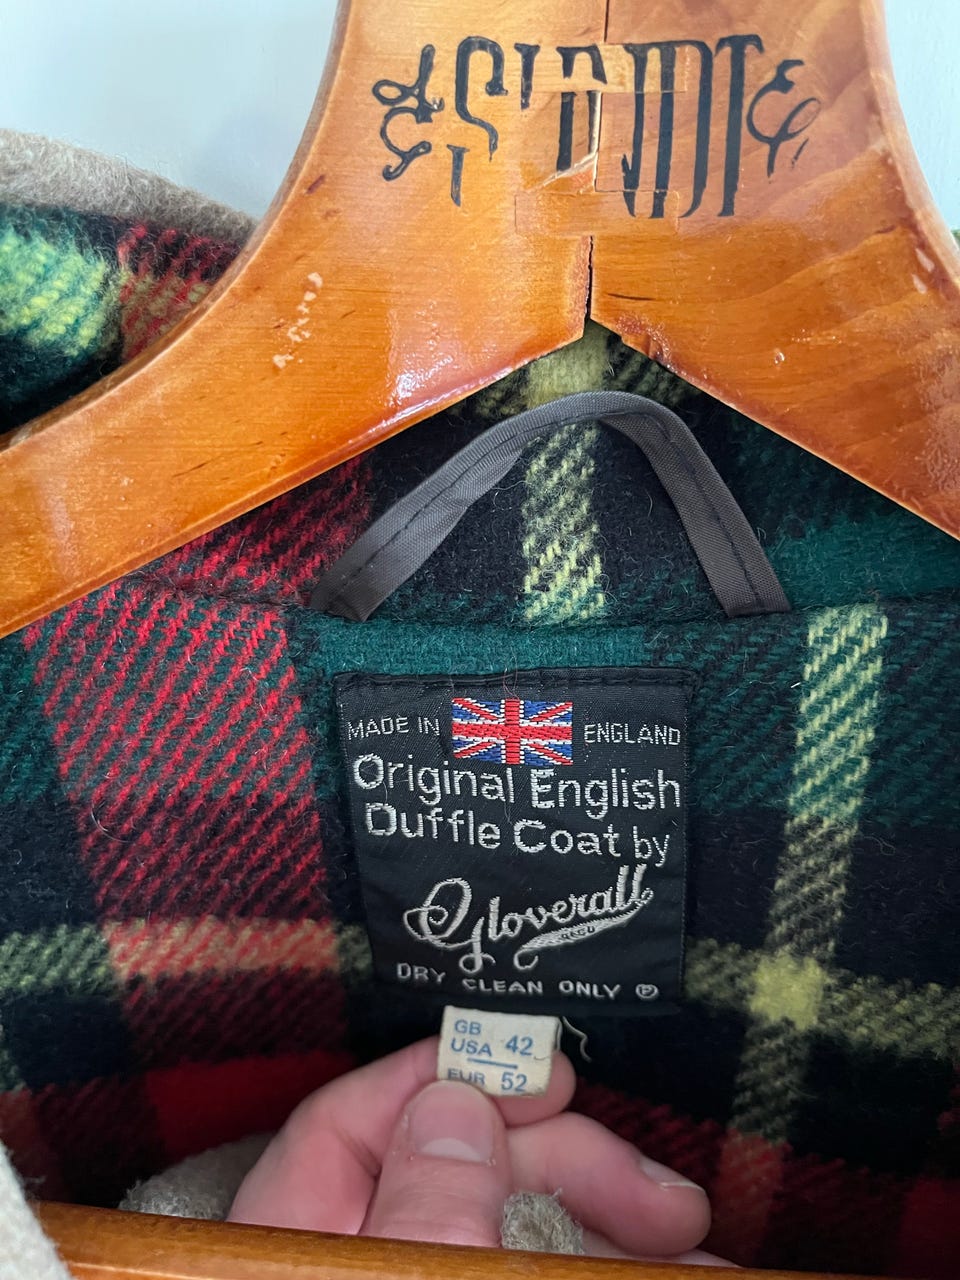 MADE IN ENGLAND
Original English
Duffle Coat by
Gloverall
REGD
DRY CLEAN ONLY Ⓟ
GB
USA 42
EUR 52